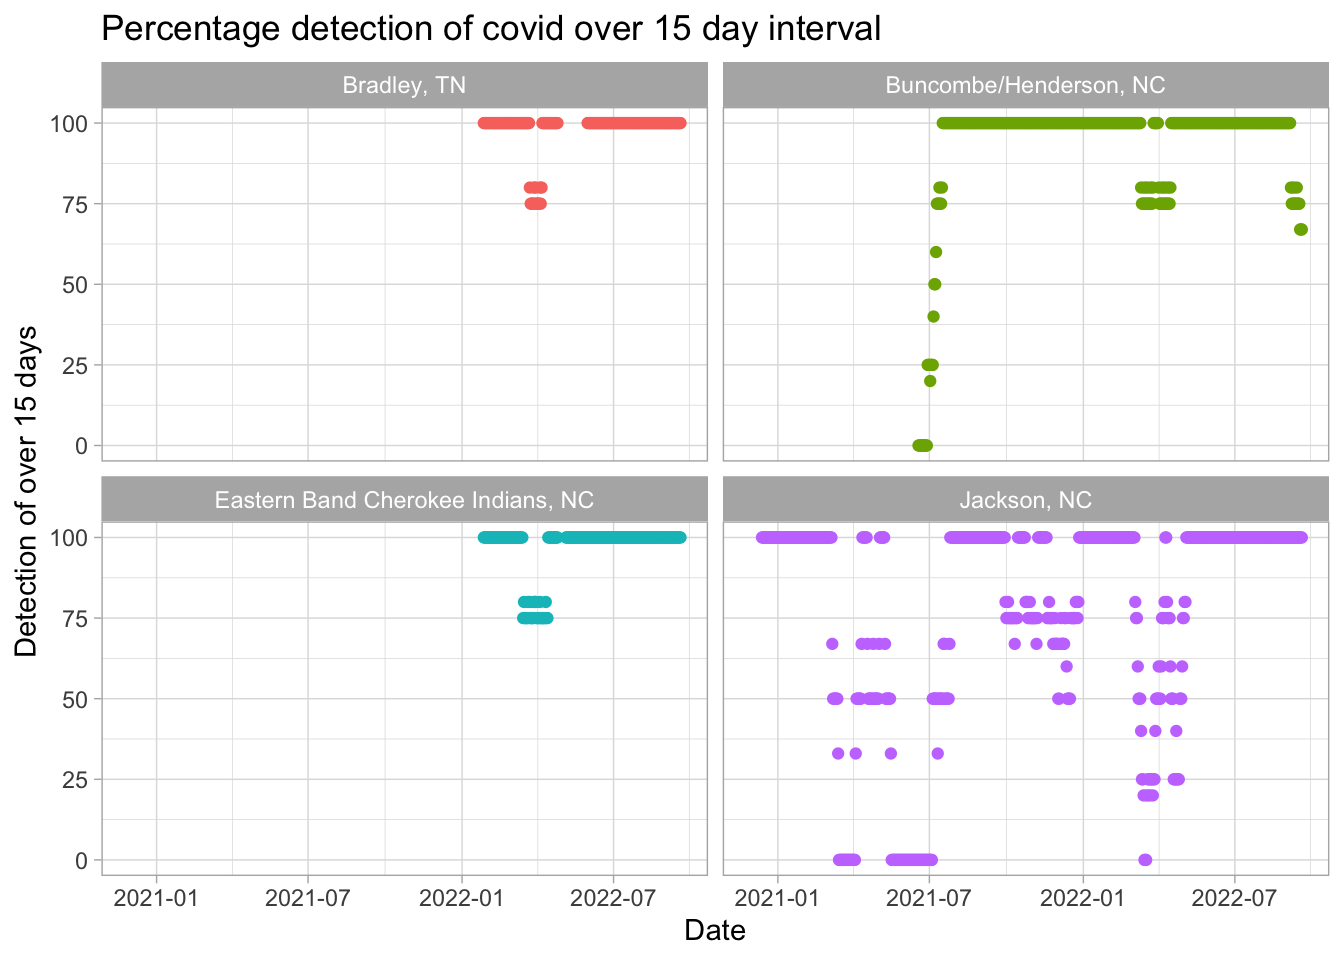 Percentage detection of covid over 15 day interval
Bradley, TN
Buncombe/Henderson, NC
100
75
50
25
0
Detection of over 15 days
Eastern Band Cherokee Indians, NC
Jackson, NC
100
75
50
25
0
2021-01 2021-07 2022-01 2022-07 2021-01 2021-07 2022-01 2022-07
Date